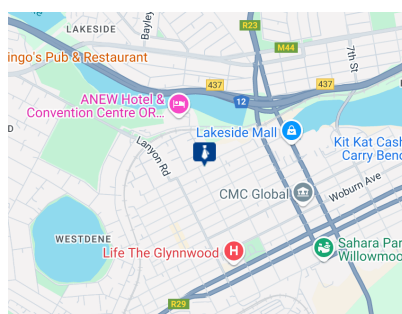 R23
LAKESIDE
Bayley
M44
7th St
ingo's Pub & Restaurant
437
437
ANEW Hotel &
Convention Centre OR...
12
Lakeside Mall
Lanyon Rd
Kit Kat Cash
Carry Beno
CMC Global
Woburn Ave
WESTDENE
Life The Glynnwood
Sahara Par
Willowmoo
R29